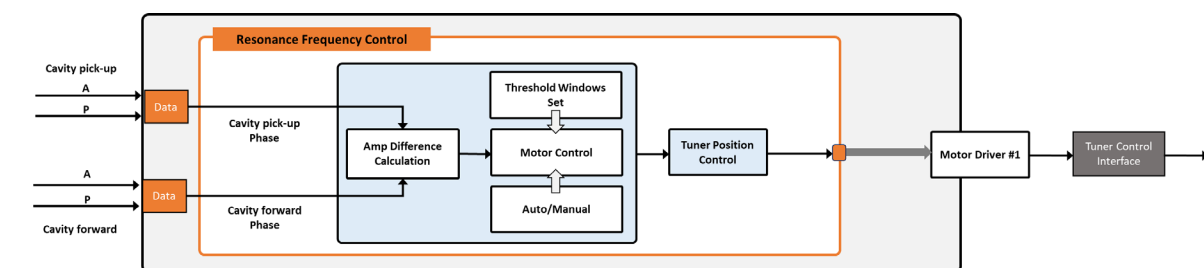 Resonance Frequency Control
Cavity pick-up
A
P
Data
Cavity pick-up
Phase
Threshold Windows
Set
Amp Difference
Calculation
Motor Control
Tuner Position
Control
Motor Driver #1
Tuner Control
Interface
A
P
Data
Cavity forward
Cavity forward
Phase
Auto/Manual